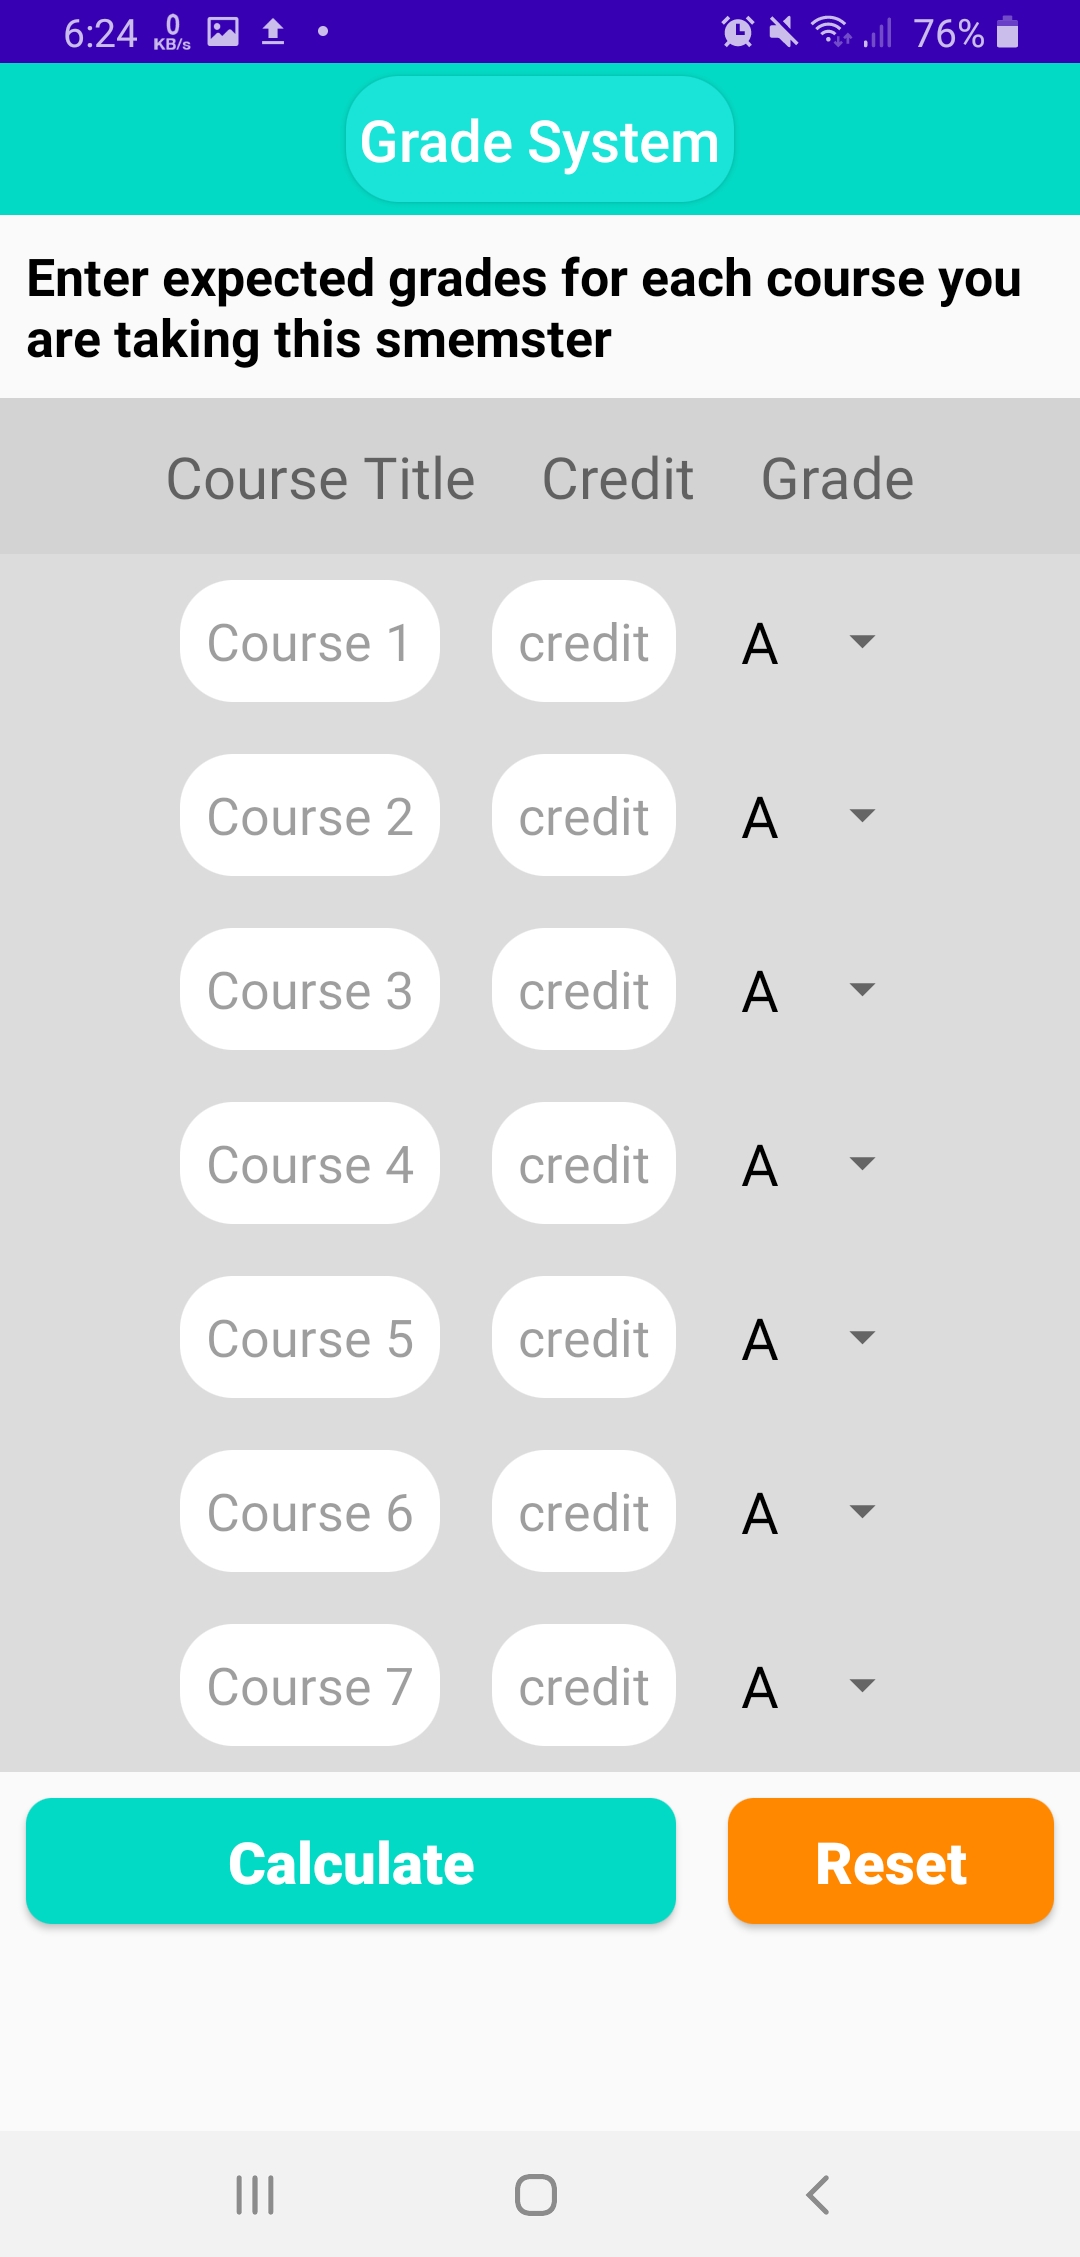 6:24 0 KB/s 76%
Grade System
Enter expected grades for each course you
are taking this smemster
Course Title Credit Grade
Course 1 credit A
Course 2 credit A
Course 3 credit A
Course 4 credit A
Course 5 credit A
Course 6 credit A
Course 7 credit A
Calculate Reset